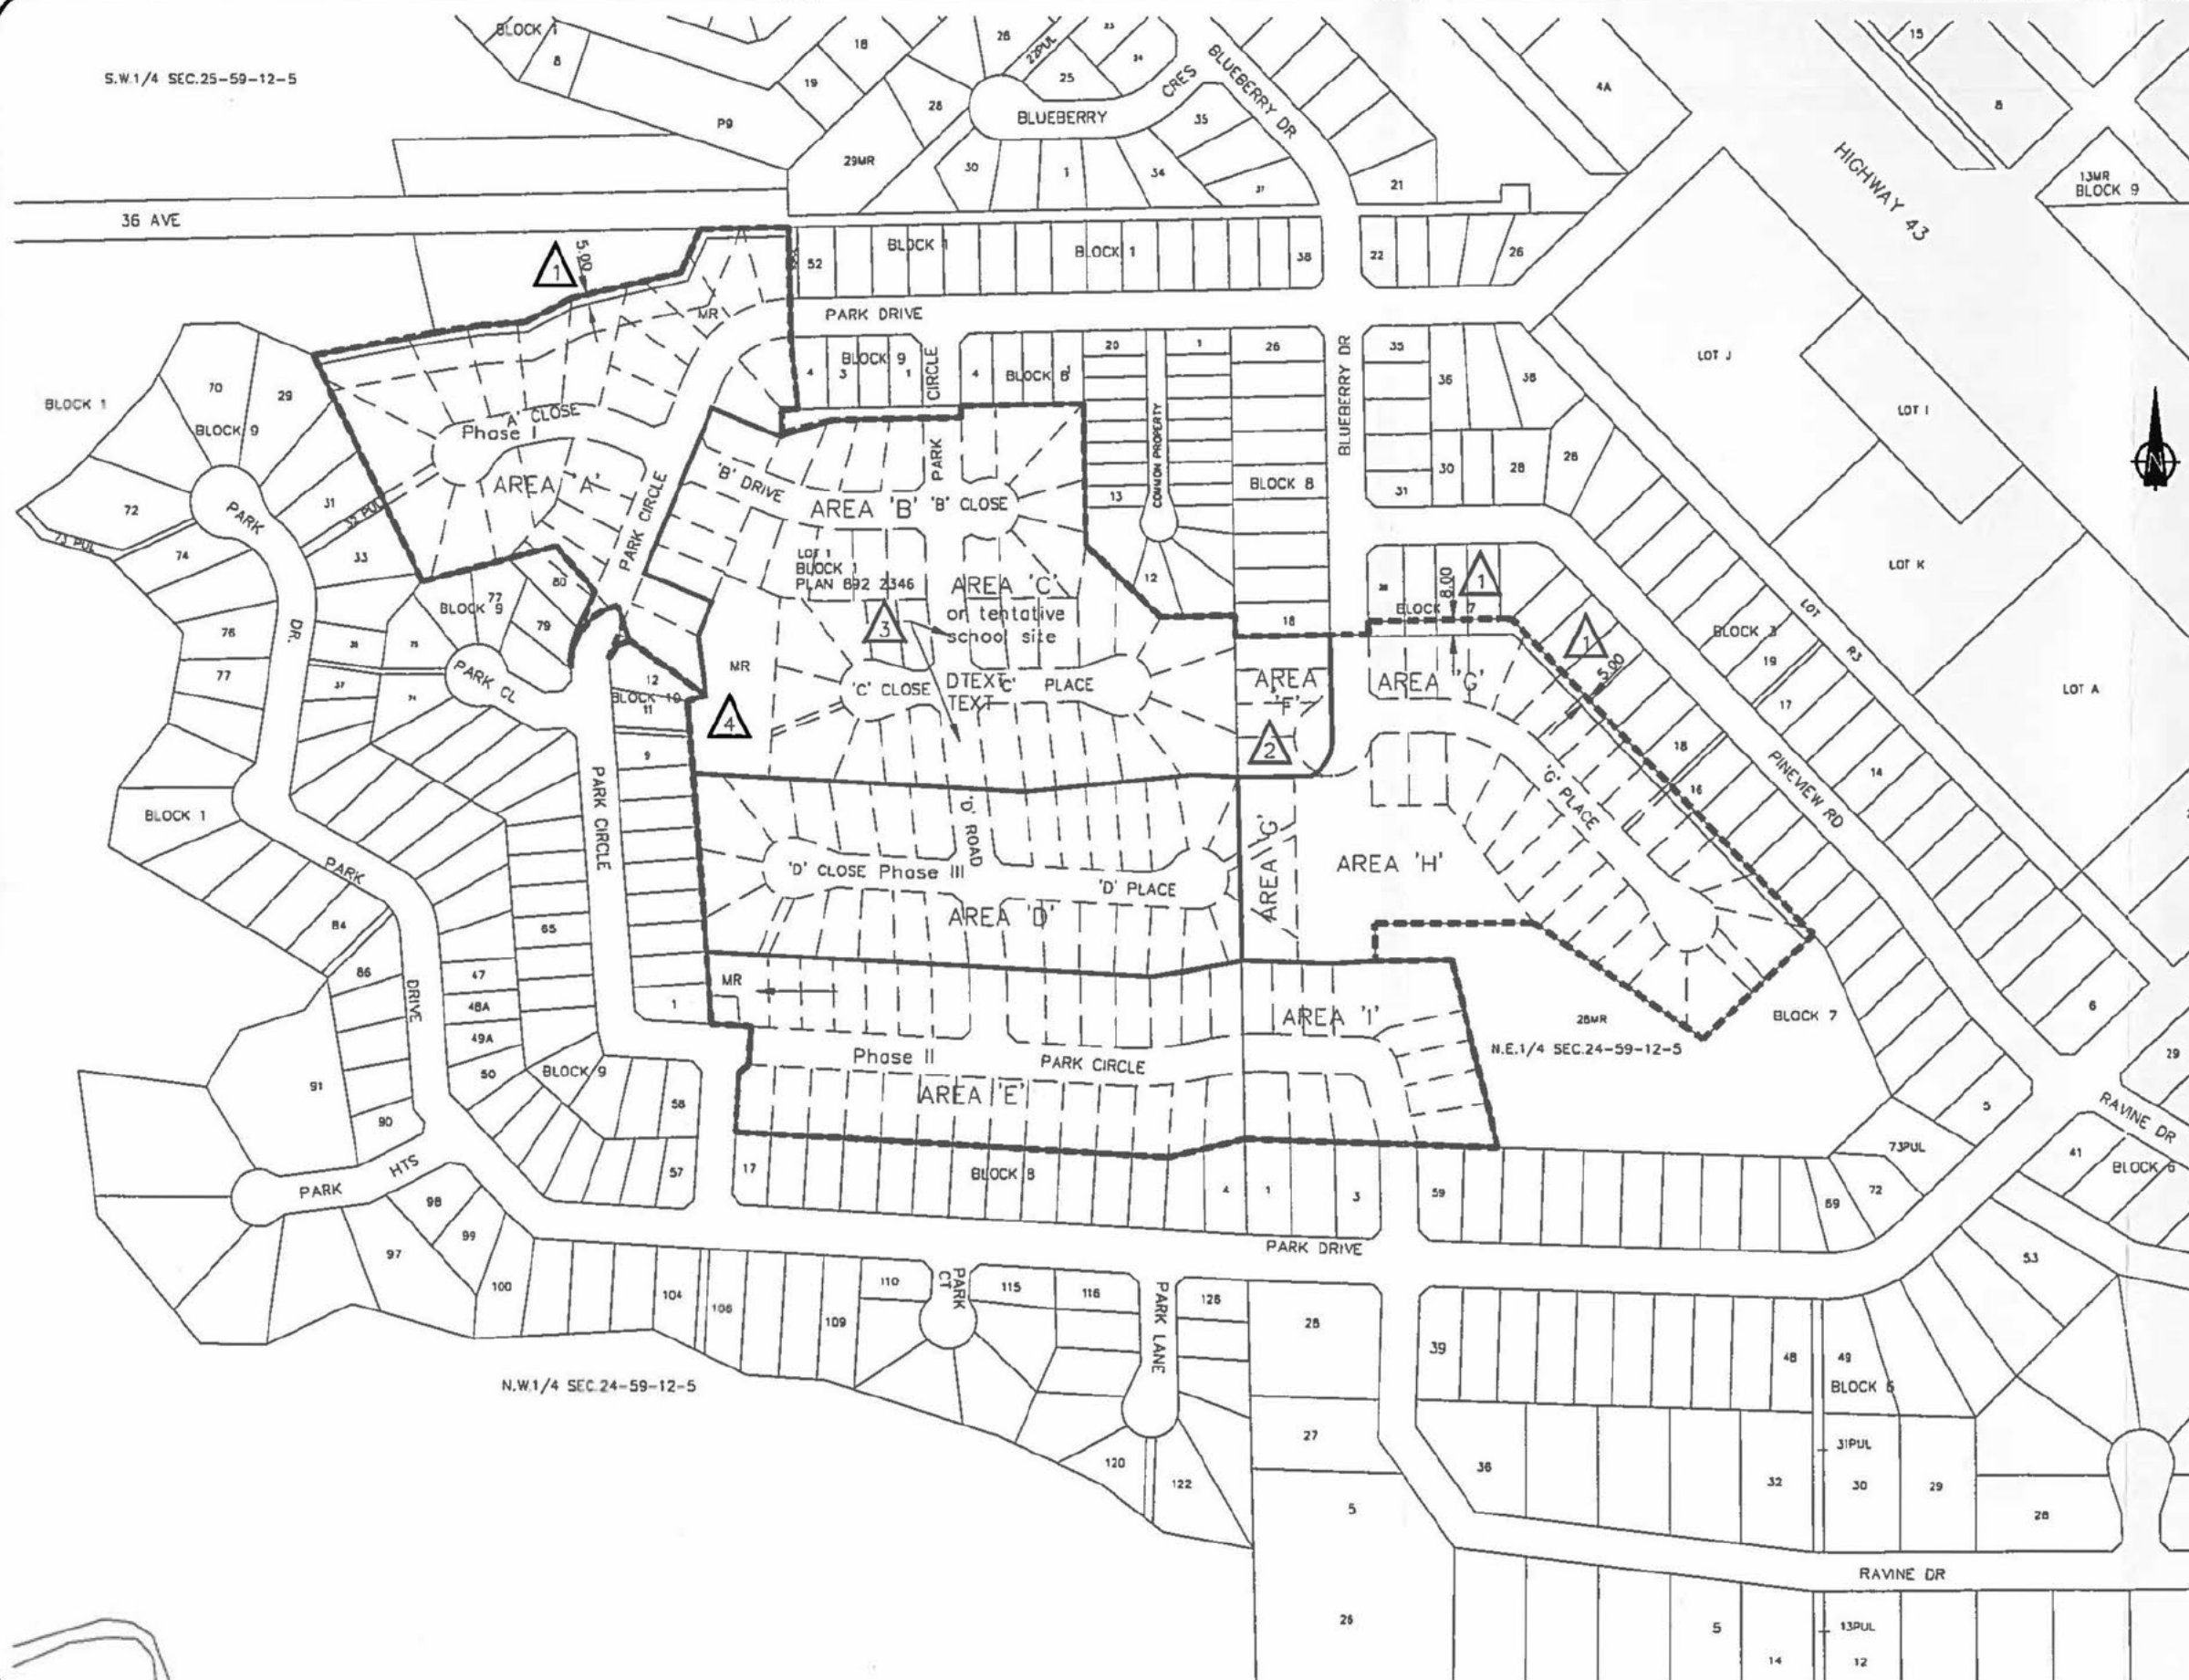 BLOCK 1
8
18
19
P9
28
29MR
26
22PUL
25
23
24
BLUEBERRY
CRES
BLUEBERRY DR
35
30
1
34
37
21
4A
15
8
HIGHWAY 43
13MR
BLOCK 9
S.W.1/4 SEC.25-59-12-5
36 AVE
1
5.00
52
BLOCK 1
BLOCK 1
38
22
26
MR
PARK DRIVE
4
3
BLOCK 9
1
CIRCLE
4
BLOCK 8
20
1
26
BLUEBERRY DR
35
36
38
LOT J
LOT I
N
BLOCK 1
70
29
BLOCK 9
'A' CLOSE
Phase I
AREA 'A'
PARK CIRCLE
'B' DRIVE
PARK
AREA 'B'
'B' CLOSE
COMMON PROPERTY
13
BLOCK 8
31
30
28
28
72
PARK
31
32 PUL
73 PUL
74
33
80
LOT 1
BLOCK 1
PLAN 892 2346
AREA 'C'
or tentative
school site
3
12
18
8.00
1
BLOCK 7
LOT K
LOT R3
BLOCK 3
19
1
5.00
17
LOT A
BLOCK 9
77
79
76
DR.
77
37
PARK CL
12
BLOCK 10
11
MR
4
9
'C' CLOSE
DTEXT
TEXT
'C' PLACE
AREA
'F'
2
AREA 'G'
18
16
14
PINEVIEW RD
'G' PLACE
BLOCK 1
PARK CIRCLE
'D' ROAD
'D' CLOSE Phase III
'D' PLACE
AREA 'D'
AREA 'G'
AREA 'H'
PARK
84
65
86
47
48A
49A
50
DRIVE
1
MR
AREA 'I'
28MR
BLOCK 7
6
N.E.1/4 SEC.24-59-12-5
29
Phase II
PARK CIRCLE
AREA 'E'
BLOCK 9
58
91
90
5
RAVINE DR
73PUL
41
BLOCK 6
57
17
BLOCK 8
4
1
3
59
69
72
PARK
HTS
98
99
97
100
PARK DRIVE
53
104
106
109
110
PARK
CT
115
116
PARK LANE
126
28
39
48
49
BLOCK 6
N.W.1/4 SEC.24-59-12-5
120
122
27
36
31PUL
32
30
29
28
5
RAVINE DR
26
5
13PUL
14
12